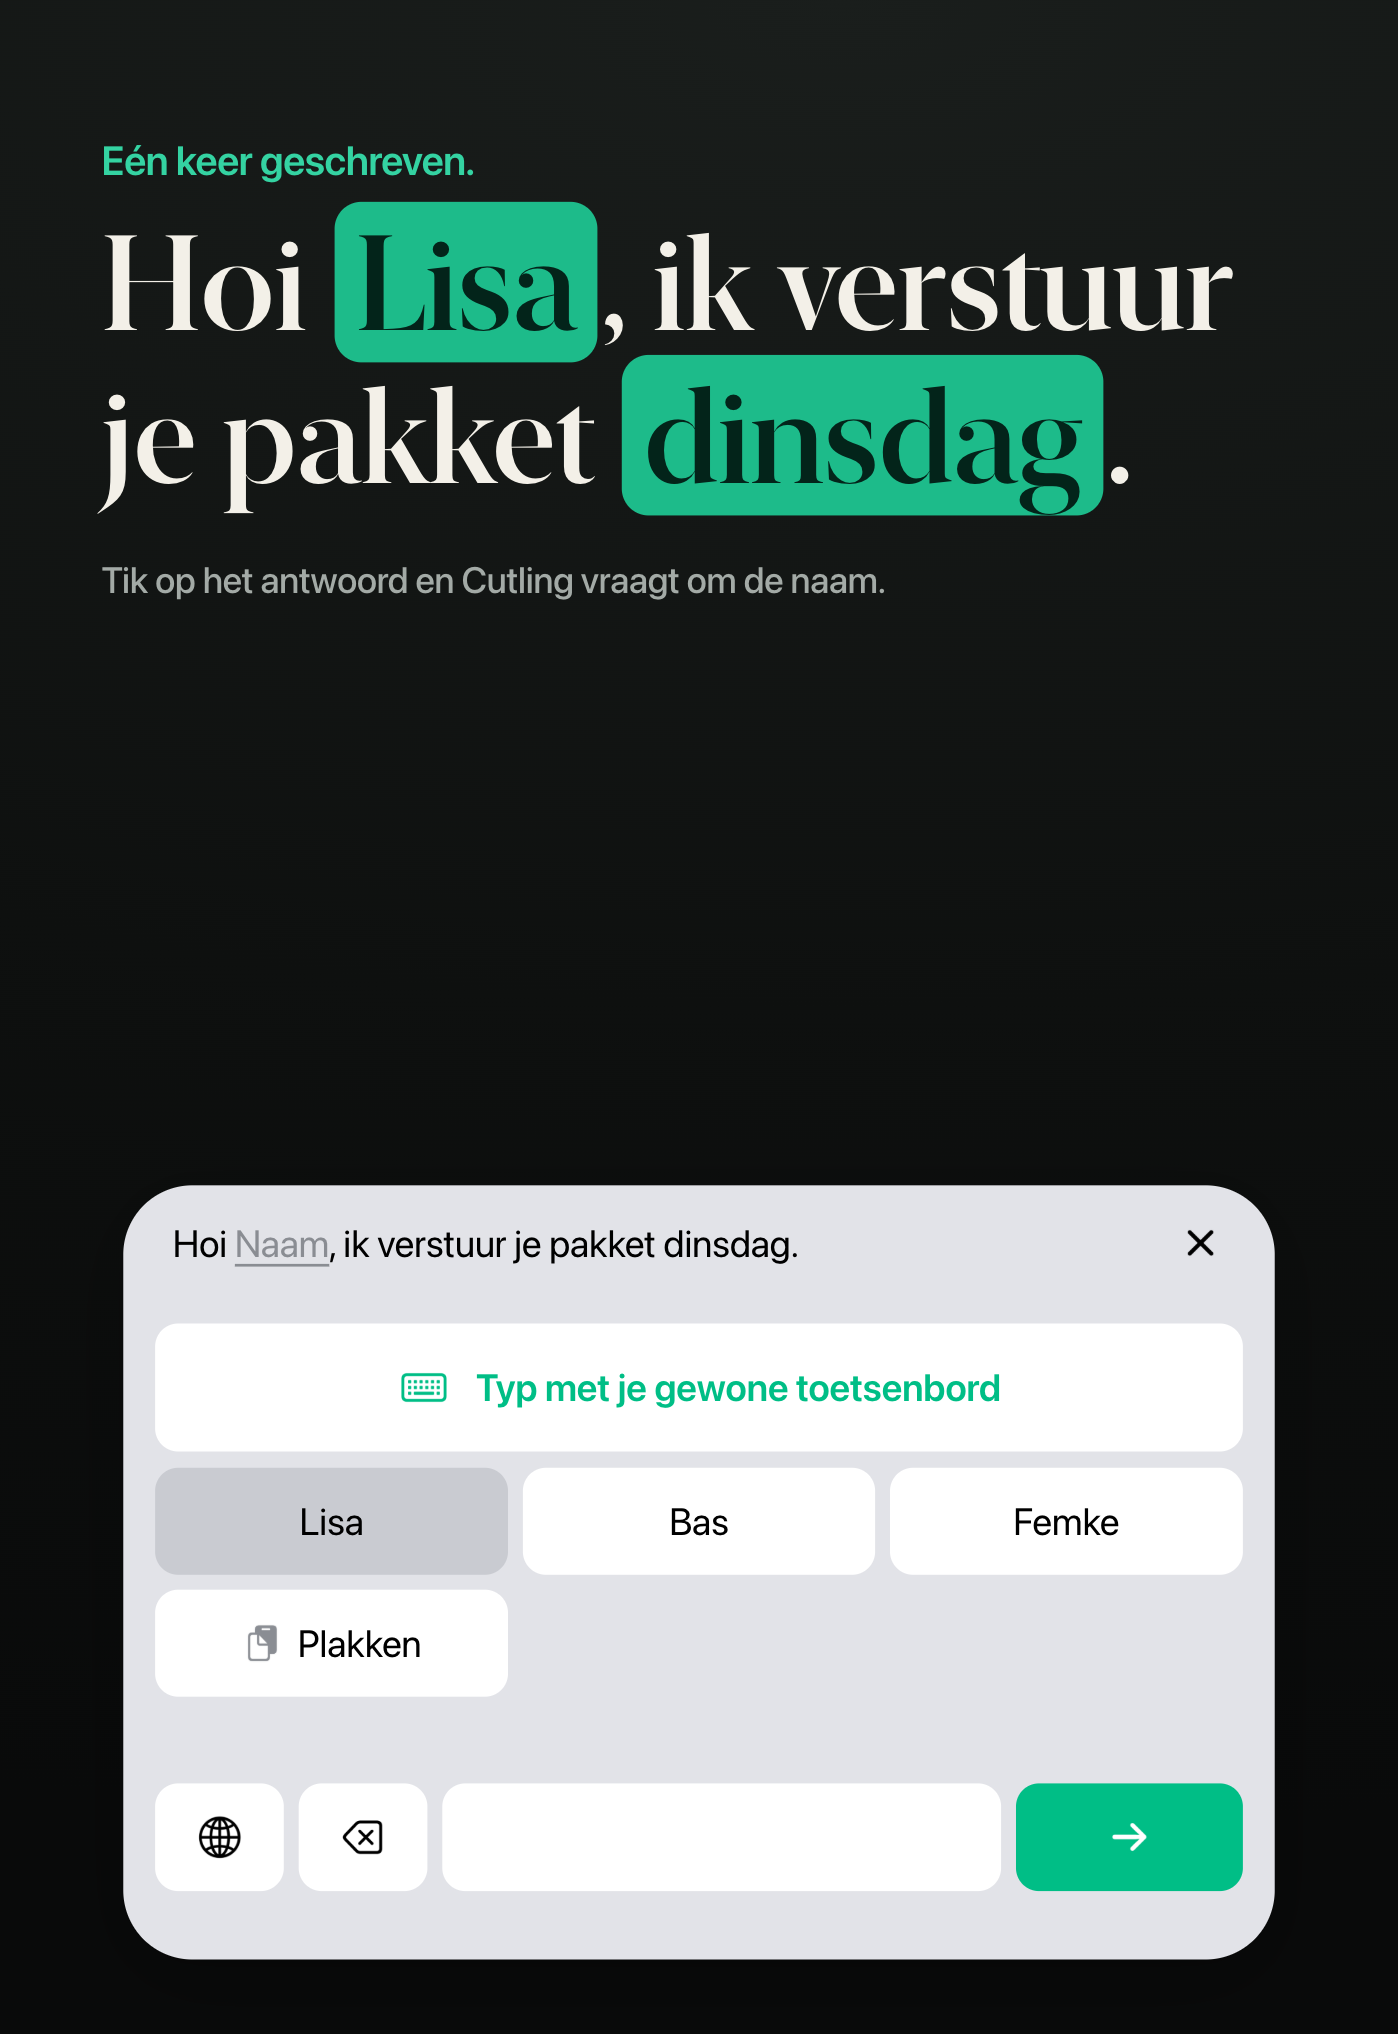 Eén keer geschreven.
Hoi Lisa, ik verstuur
je pakket dinsdag.
Tik op het antwoord en Cutling vraagt om de naam.
Hoi Naam, ik verstuur je pakket dinsdag.
Typ met je gewone toetsenbord
Lisa Bas Femke
Plakken